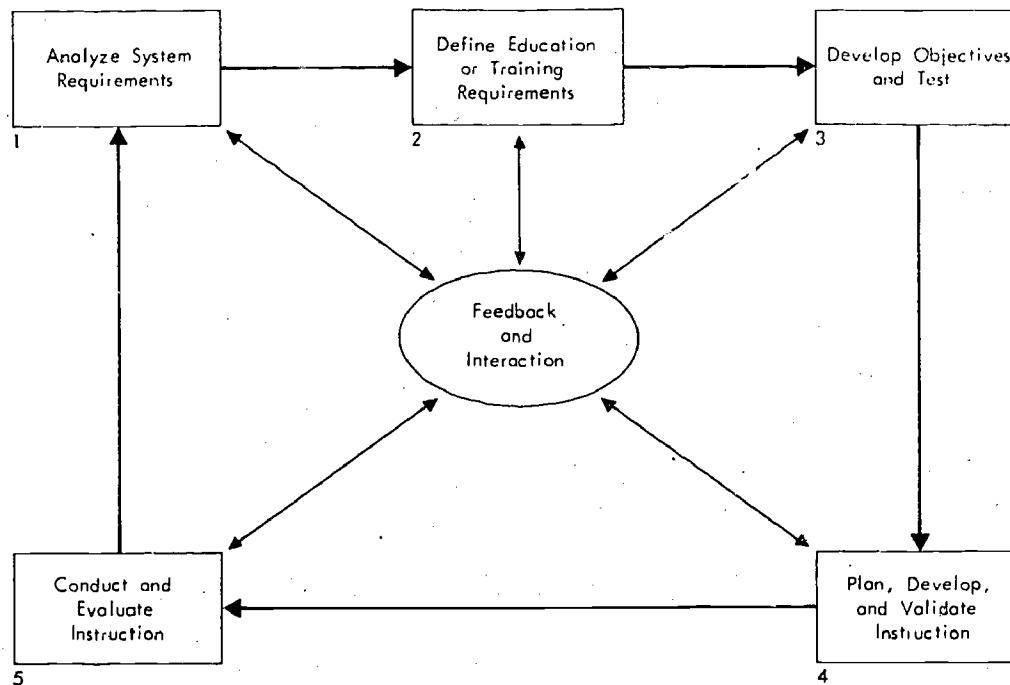 Analyze System
Requirements
1
Define Education
or Training
Requirements
2
Develop Objectives
and Test
3
Feedback
and
Interaction
Conduct and
Evaluate
Instruction
5
Plan, Develop,
and Validate
Instruction
4